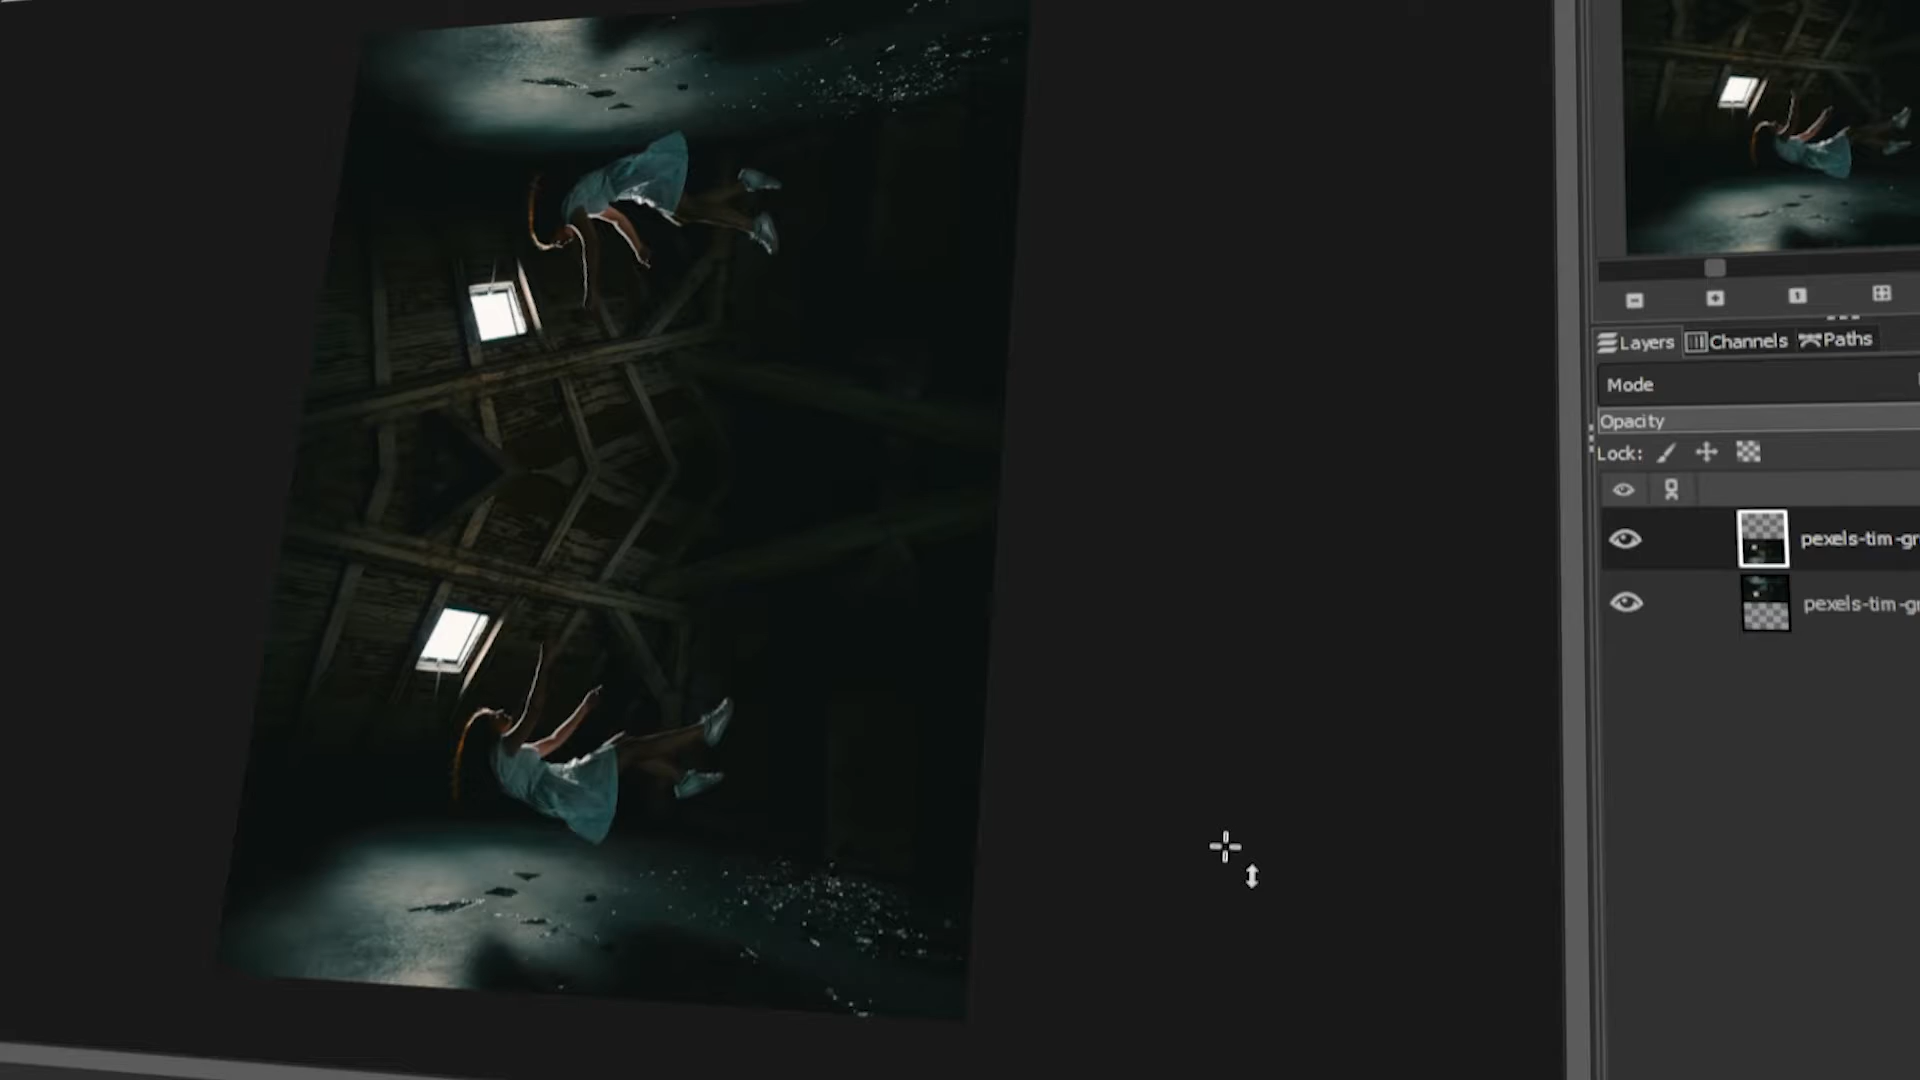 Layers Channels Paths
Mode
Opacity
Lock:
pexels-tim-gr
pexels-tim-gr